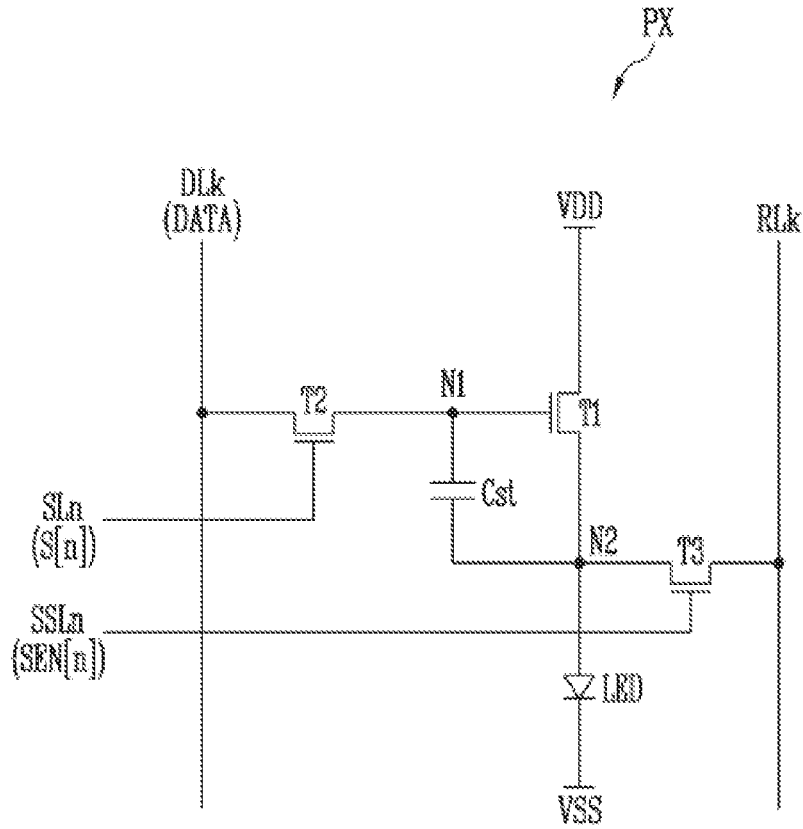 PX
DLk
(DATA)
VDD
RLk
T2
N1
T1
Cst
SLn
(S[n])
N2
T3
SSLn
(SEN[n])
LED
VSS